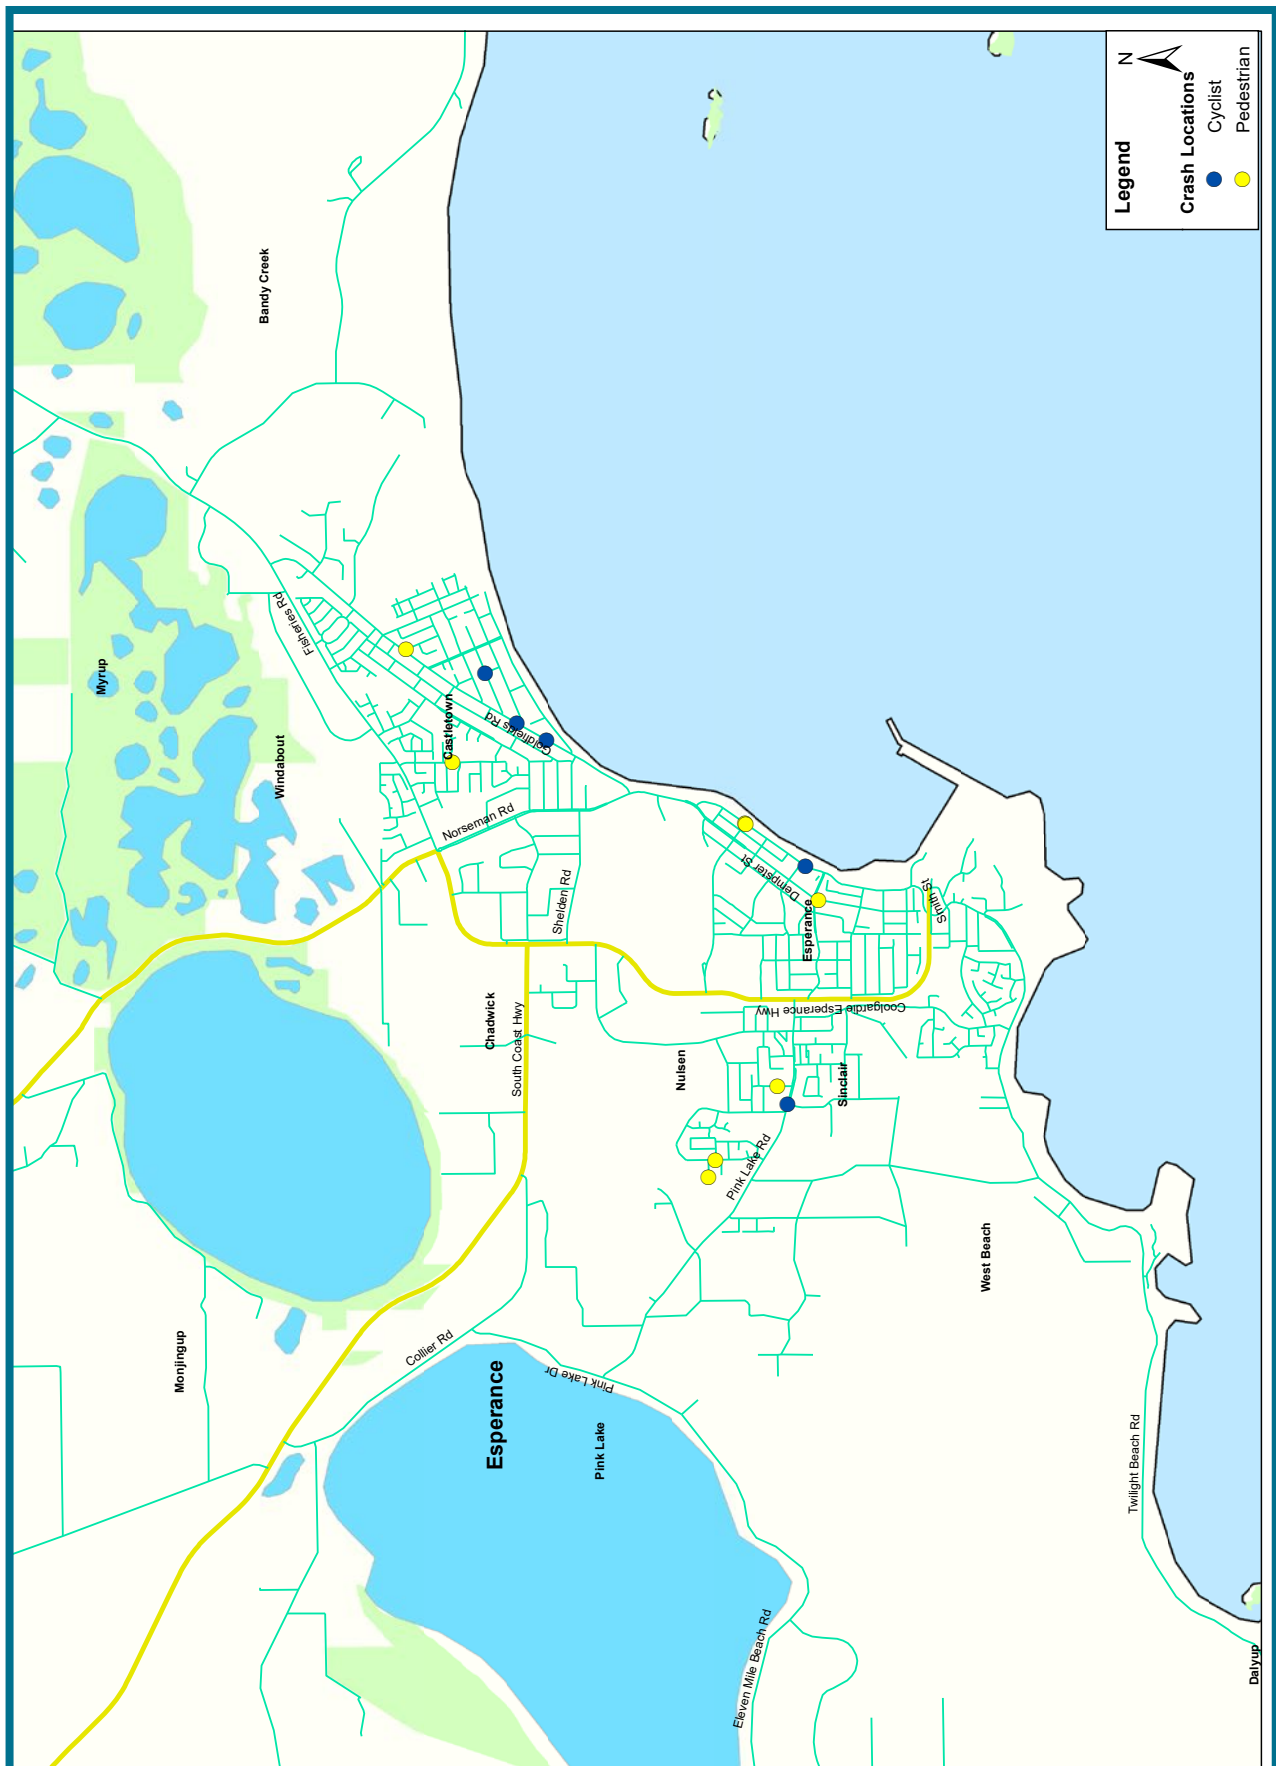 Legend
N
Crash Locations
Cyclist
Pedestrian
Bandy Creek
Myrup
Windabout
Fisheries Rd
Castletown
Goldfields Rd
Norseman Rd
Shelden Rd
Dempster St
Esperance
Smith St
Coolgardie Esperance Hwy
Chadwick
South Coast Hwy
Nulsen
Sinclair
Pink Lake Rd
West Beach
Monjingup
Collier Rd
Pink Lake Dr
Esperance
Pink Lake
Twilight Beach Rd
Eleven Mile Beach Rd
Dalyup